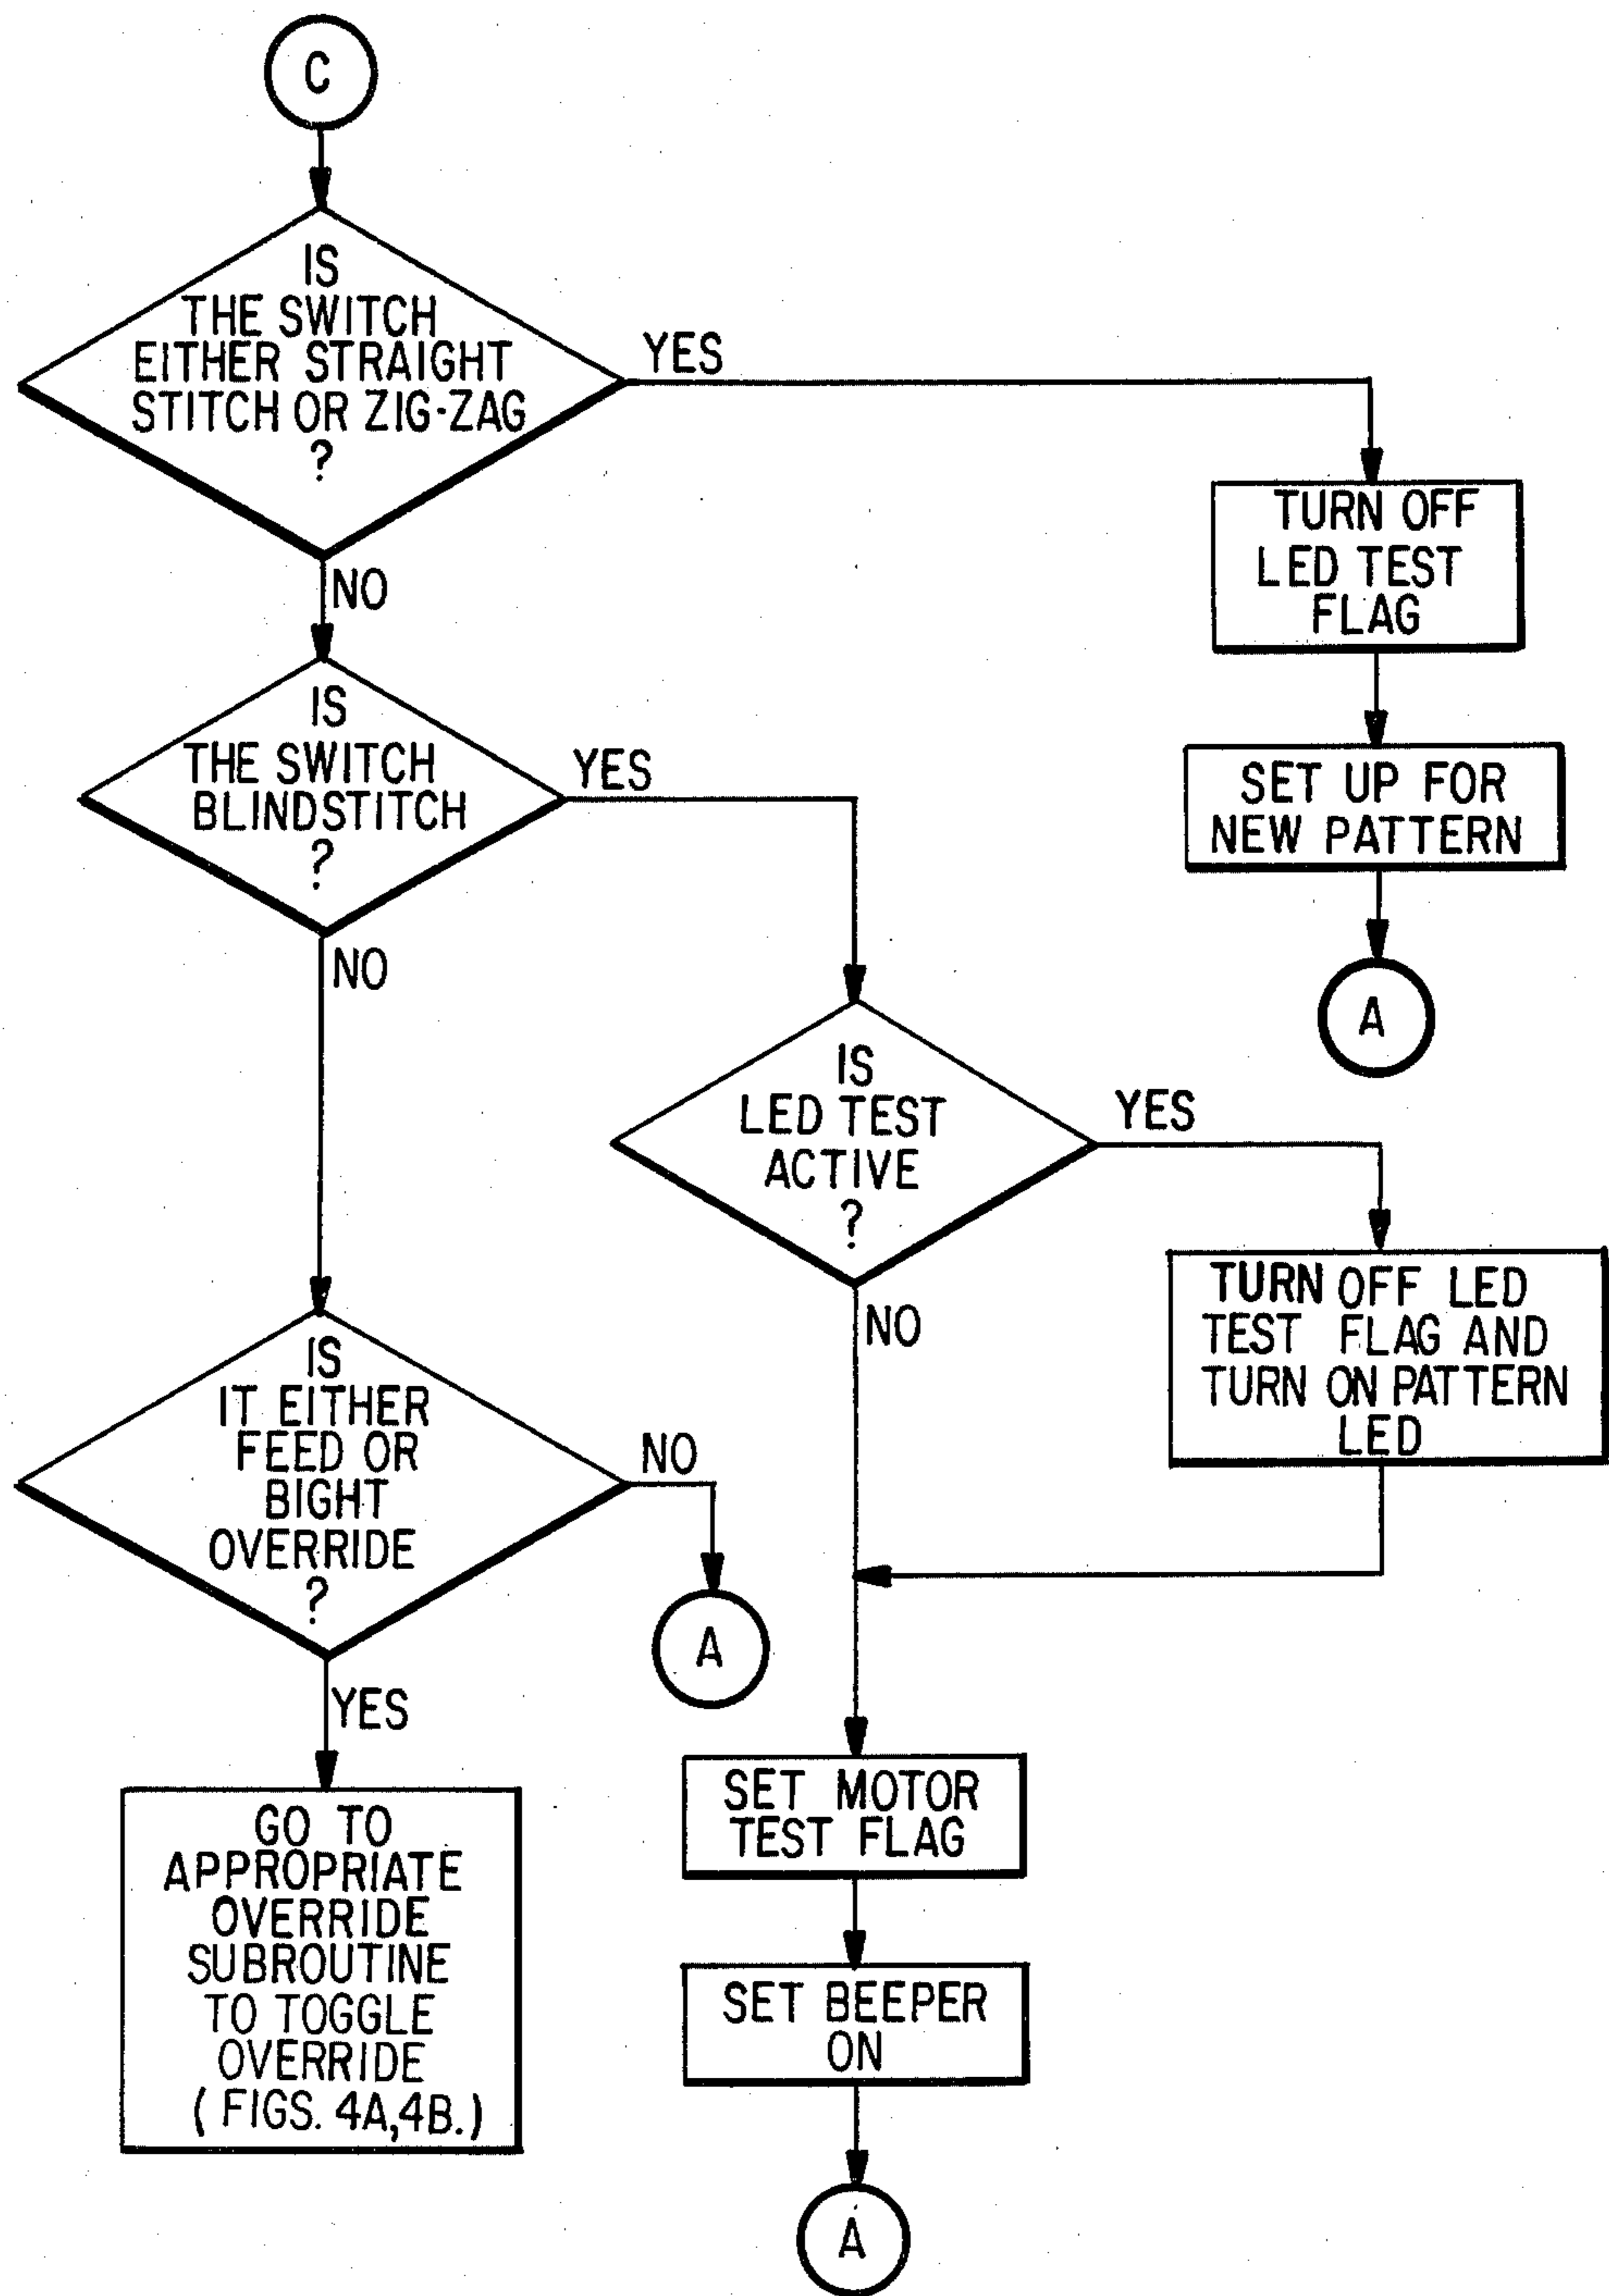 C
IS
THE SWITCH
EITHER STRAIGHT
STITCH OR ZIG-ZAG
?
YES
NO
TURN OFF
LED TEST
FLAG
SET UP FOR
NEW PATTERN
A
IS
THE SWITCH
BLINDSTITCH
?
YES
NO
IS
LED TEST
ACTIVE
?
YES
NO
TURN OFF LED
TEST FLAG AND
TURN ON PATTERN
LED
IS
IT EITHER
FEED OR
BIGHT
OVERRIDE
?
NO
A
YES
GO TO
APPROPRIATE
OVERRIDE
SUBROUTINE
TO TOGGLE
OVERRIDE
( FIGS. 4A,4B.)
SET MOTOR
TEST FLAG
SET BEEPER
ON
A